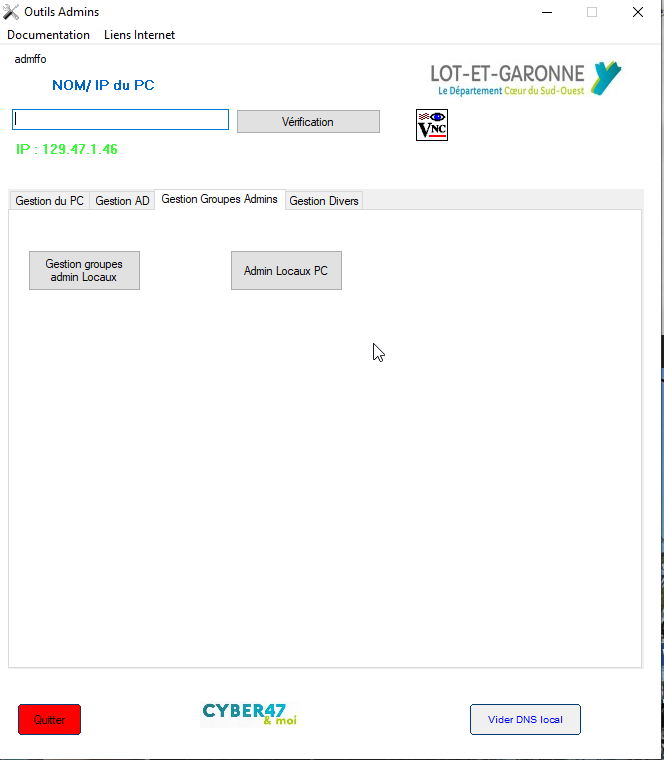 Outils Admins
Documentation Liens Internet
admffo
NOM/ IP du PC
LOT-ET-GARONNE
Le Département Cœur du Sud-Ouest
Vérification
VNC
IP : 129.47.1.46
Gestion du PC Gestion AD Gestion Groupes Admins Gestion Divers
Gestion groupes
admin Locaux
Admin Locaux PC
Quitter
CYBER47
& moi
Vider DNS local